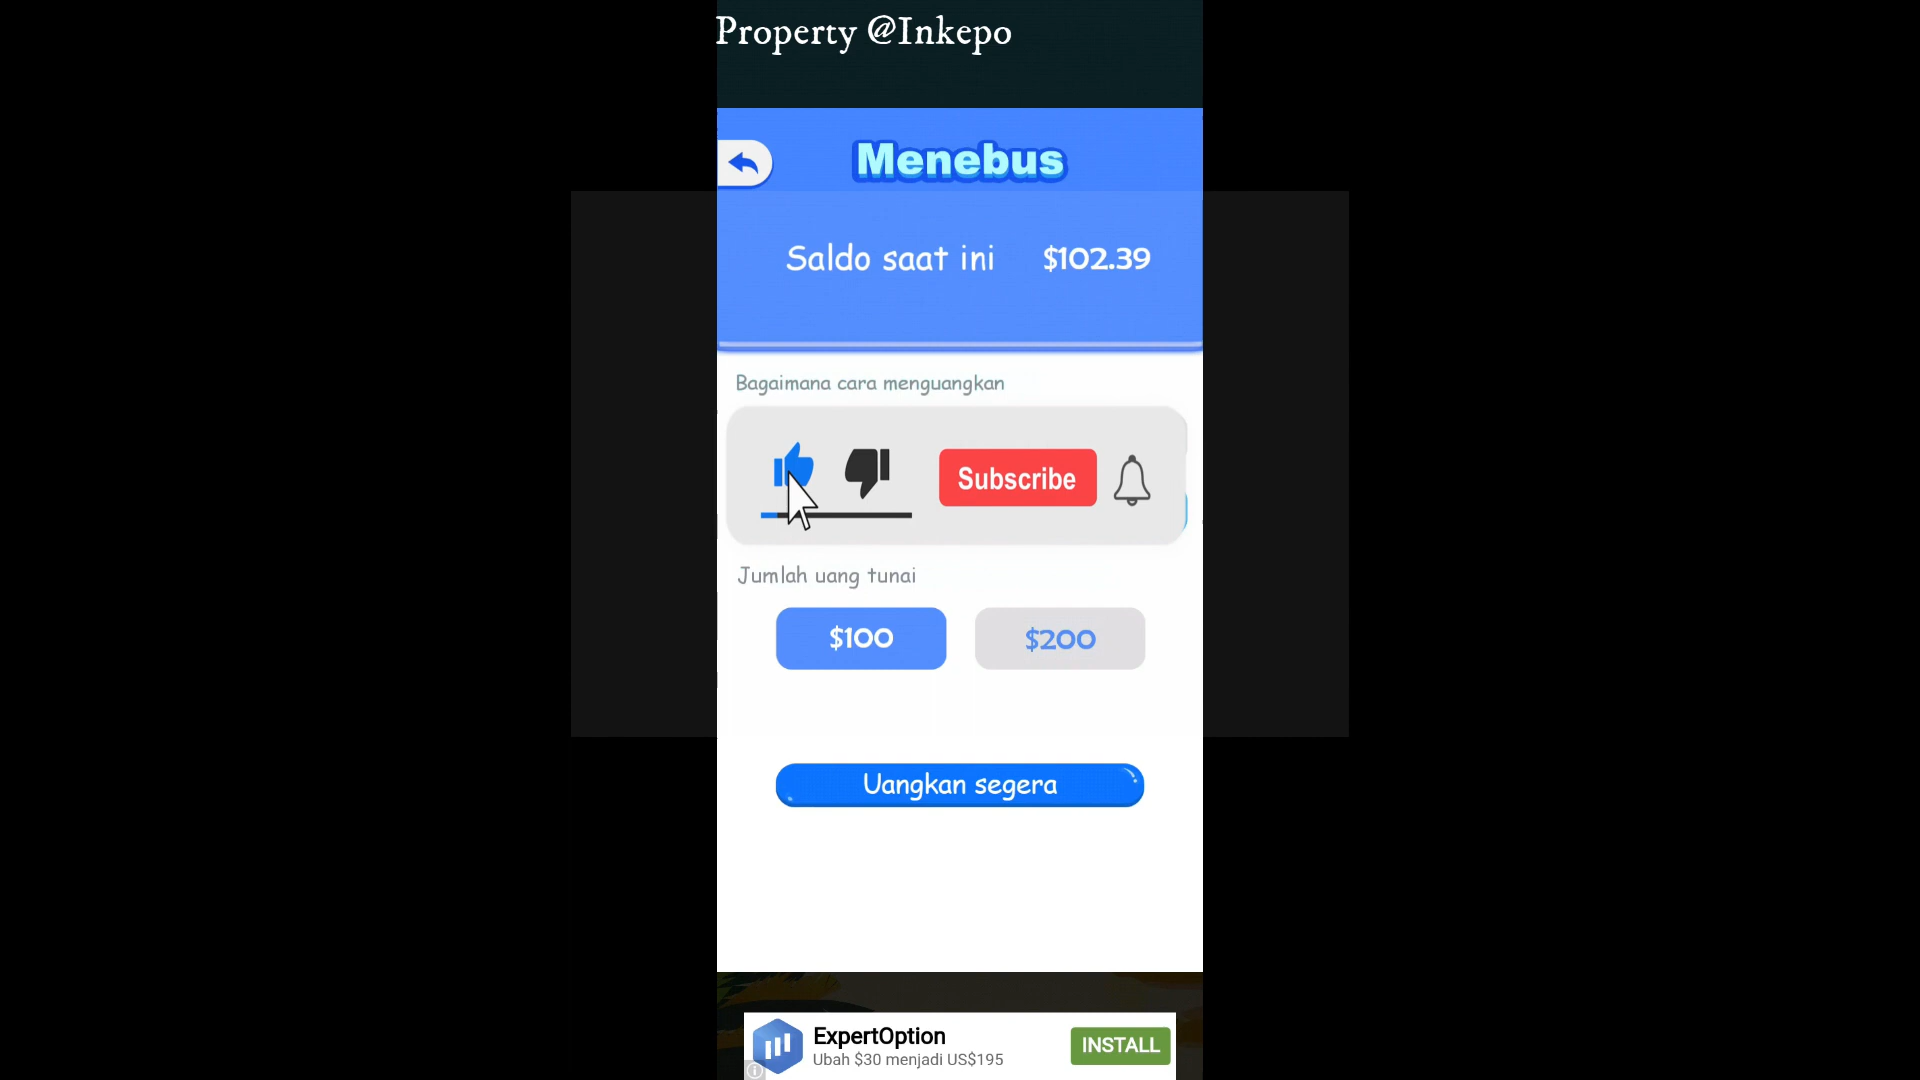 Property @Inkepo
Menebus
Saldo saat ini $102.39
Bagaimana cara menguangkan
Subscribe
Jumlah uang tunai
$100 $200
Uangkan segera
ExpertOption
Ubah $30 menjadi US$195
INSTALL